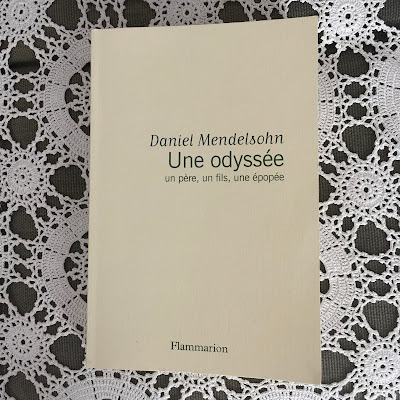 Daniel Mendelsohn
Une odyssée
un père, un fils, une épopée
Flammarion